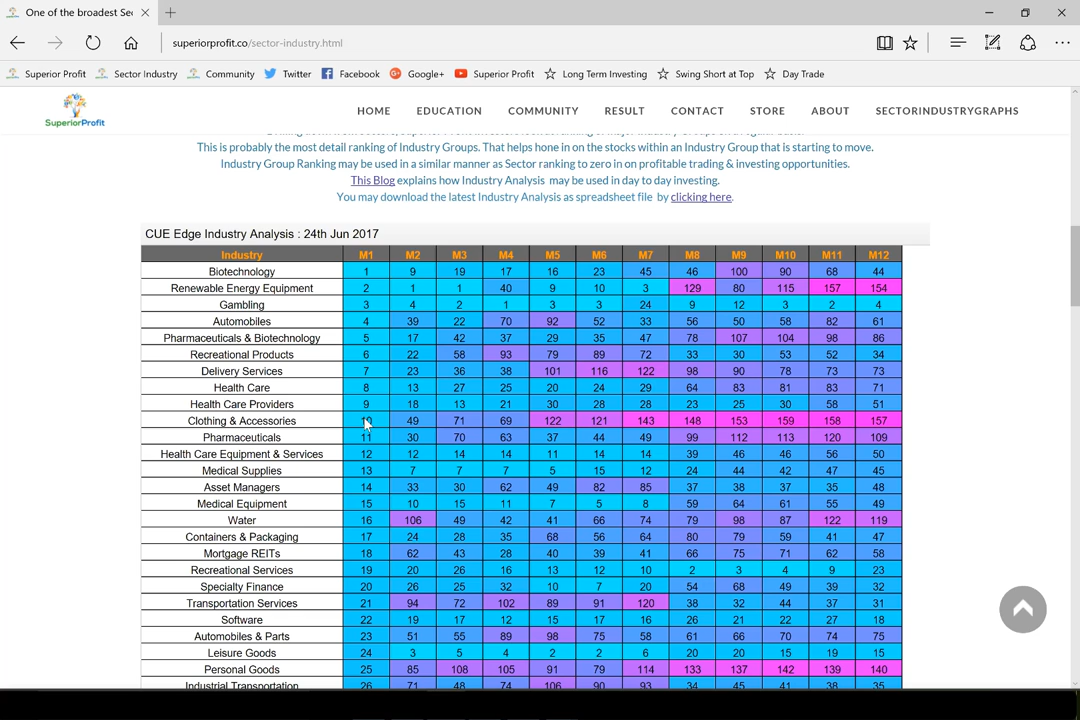 One of the broadest Sec
superiorprofit.co/sector-industry.html
Superior Profit Sector Industry Community Twitter Facebook Google+ Superior Profit Long Term Investing Swing Short at Top Day Trade
SuperiorProfit
HOME EDUCATION COMMUNITY RESULT CONTACT STORE ABOUT SECTORINDUSTRYGRAPHS
This is probably the most detail ranking of Industry Groups. That helps hone in on the stocks within an Industry Group that is starting to move.
Industry Group Ranking may be used in a similar manner as Sector ranking to zero in on profitable trading & investing opportunities.
This Blog explains how Industry Analysis may be used in day to day investing.
You may download the latest Industry Analysis as spreadsheet file by clicking here.
CUE Edge Industry Analysis : 24th Jun 2017
Industry M1 M2 M3 M4 M5 M6 M7 M8 M9 M10 M11 M12
Biotechnology 1 9 19 17 16 23 45 46 100 90 68 44
Renewable Energy Equipment 2 1 1 40 9 10 3 129 80 115 157 154
Gambling 3 4 2 1 3 3 24 9 12 3 2 4
Automobiles 4 39 22 70 92 52 33 56 50 58 82 61
Pharmaceuticals & Biotechnology 5 17 42 37 29 35 47 78 107 104 98 86
Recreational Products 6 22 58 93 79 89 72 33 30 53 52 34
Delivery Services 7 23 36 38 101 116 122 98 90 78 73 73
Health Care 8 13 27 25 20 24 29 64 83 81 83 71
Health Care Providers 9 18 13 21 30 28 28 23 25 30 58 51
Clothing & Accessories 10 49 71 69 122 121 143 148 153 159 158 157
Pharmaceuticals 11 30 70 63 37 44 49 99 112 113 120 109
Health Care Equipment & Services 12 12 14 14 11 14 14 39 46 46 56 50
Medical Supplies 13 7 7 7 5 15 12 24 44 42 47 45
Asset Managers 14 33 30 62 49 82 85 37 38 37 35 48
Medical Equipment 15 10 15 11 7 5 8 59 64 61 55 49
Water 16 106 49 42 41 66 74 79 98 87 122 119
Containers & Packaging 17 24 28 35 68 56 64 80 79 59 41 47
Mortgage REITs 18 62 43 28 40 39 41 66 75 71 62 58
Recreational Services 19 20 26 16 13 12 10 2 3 4 9 23
Specialty Finance 20 26 25 32 10 7 20 54 68 49 39 32
Transportation Services 21 94 72 102 89 91 120 38 32 44 37 31
Software 22 19 17 12 15 17 16 26 21 22 27 18
Automobiles & Parts 23 51 55 89 98 75 58 61 66 70 74 75
Leisure Goods 24 3 5 4 2 2 6 20 20 15 19 15
Personal Goods 25 85 108 105 91 79 114 133 137 142 139 140
Industrial Transportation 26 71 48 74 106 90 93 34 45 41 38 35